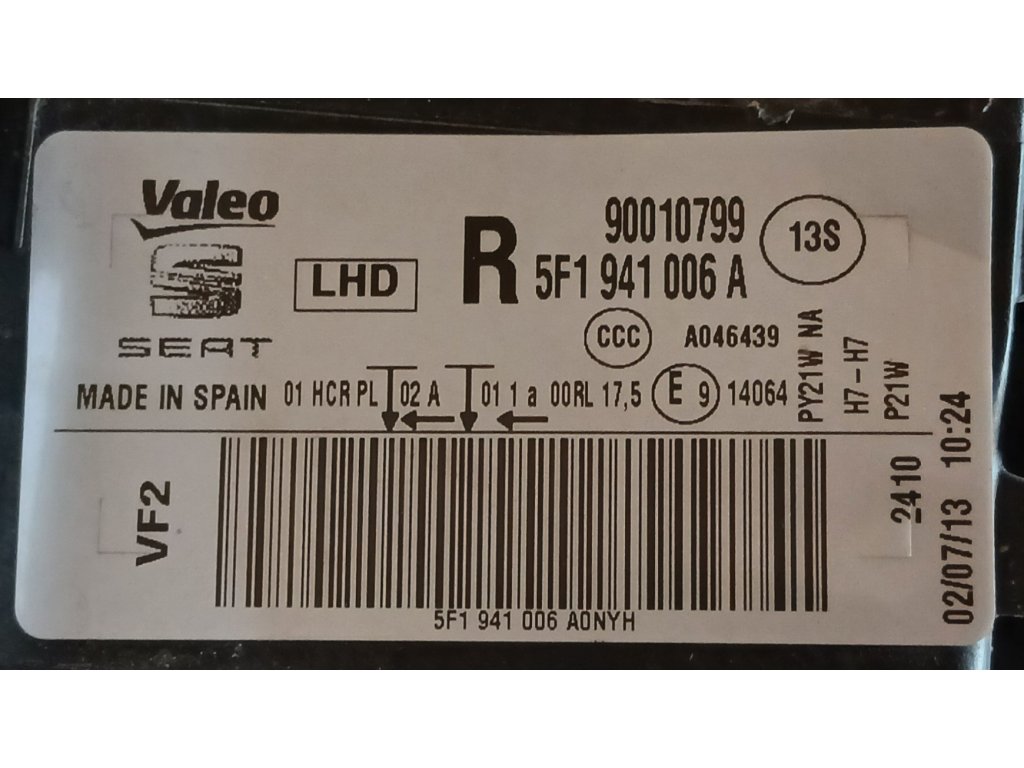 Valeo
SEAT
LHD
R
90010799
13S
5F1 941 006 A
CCC
A046439
MADE IN SPAIN
01 HCR PL
02 A
01 1 a 00RL 17,5
E 9
14064
PY21W NA
H7-H7
P21W
VF2
2410
02/07/13 10:24
5F1 941 006 A0NYH